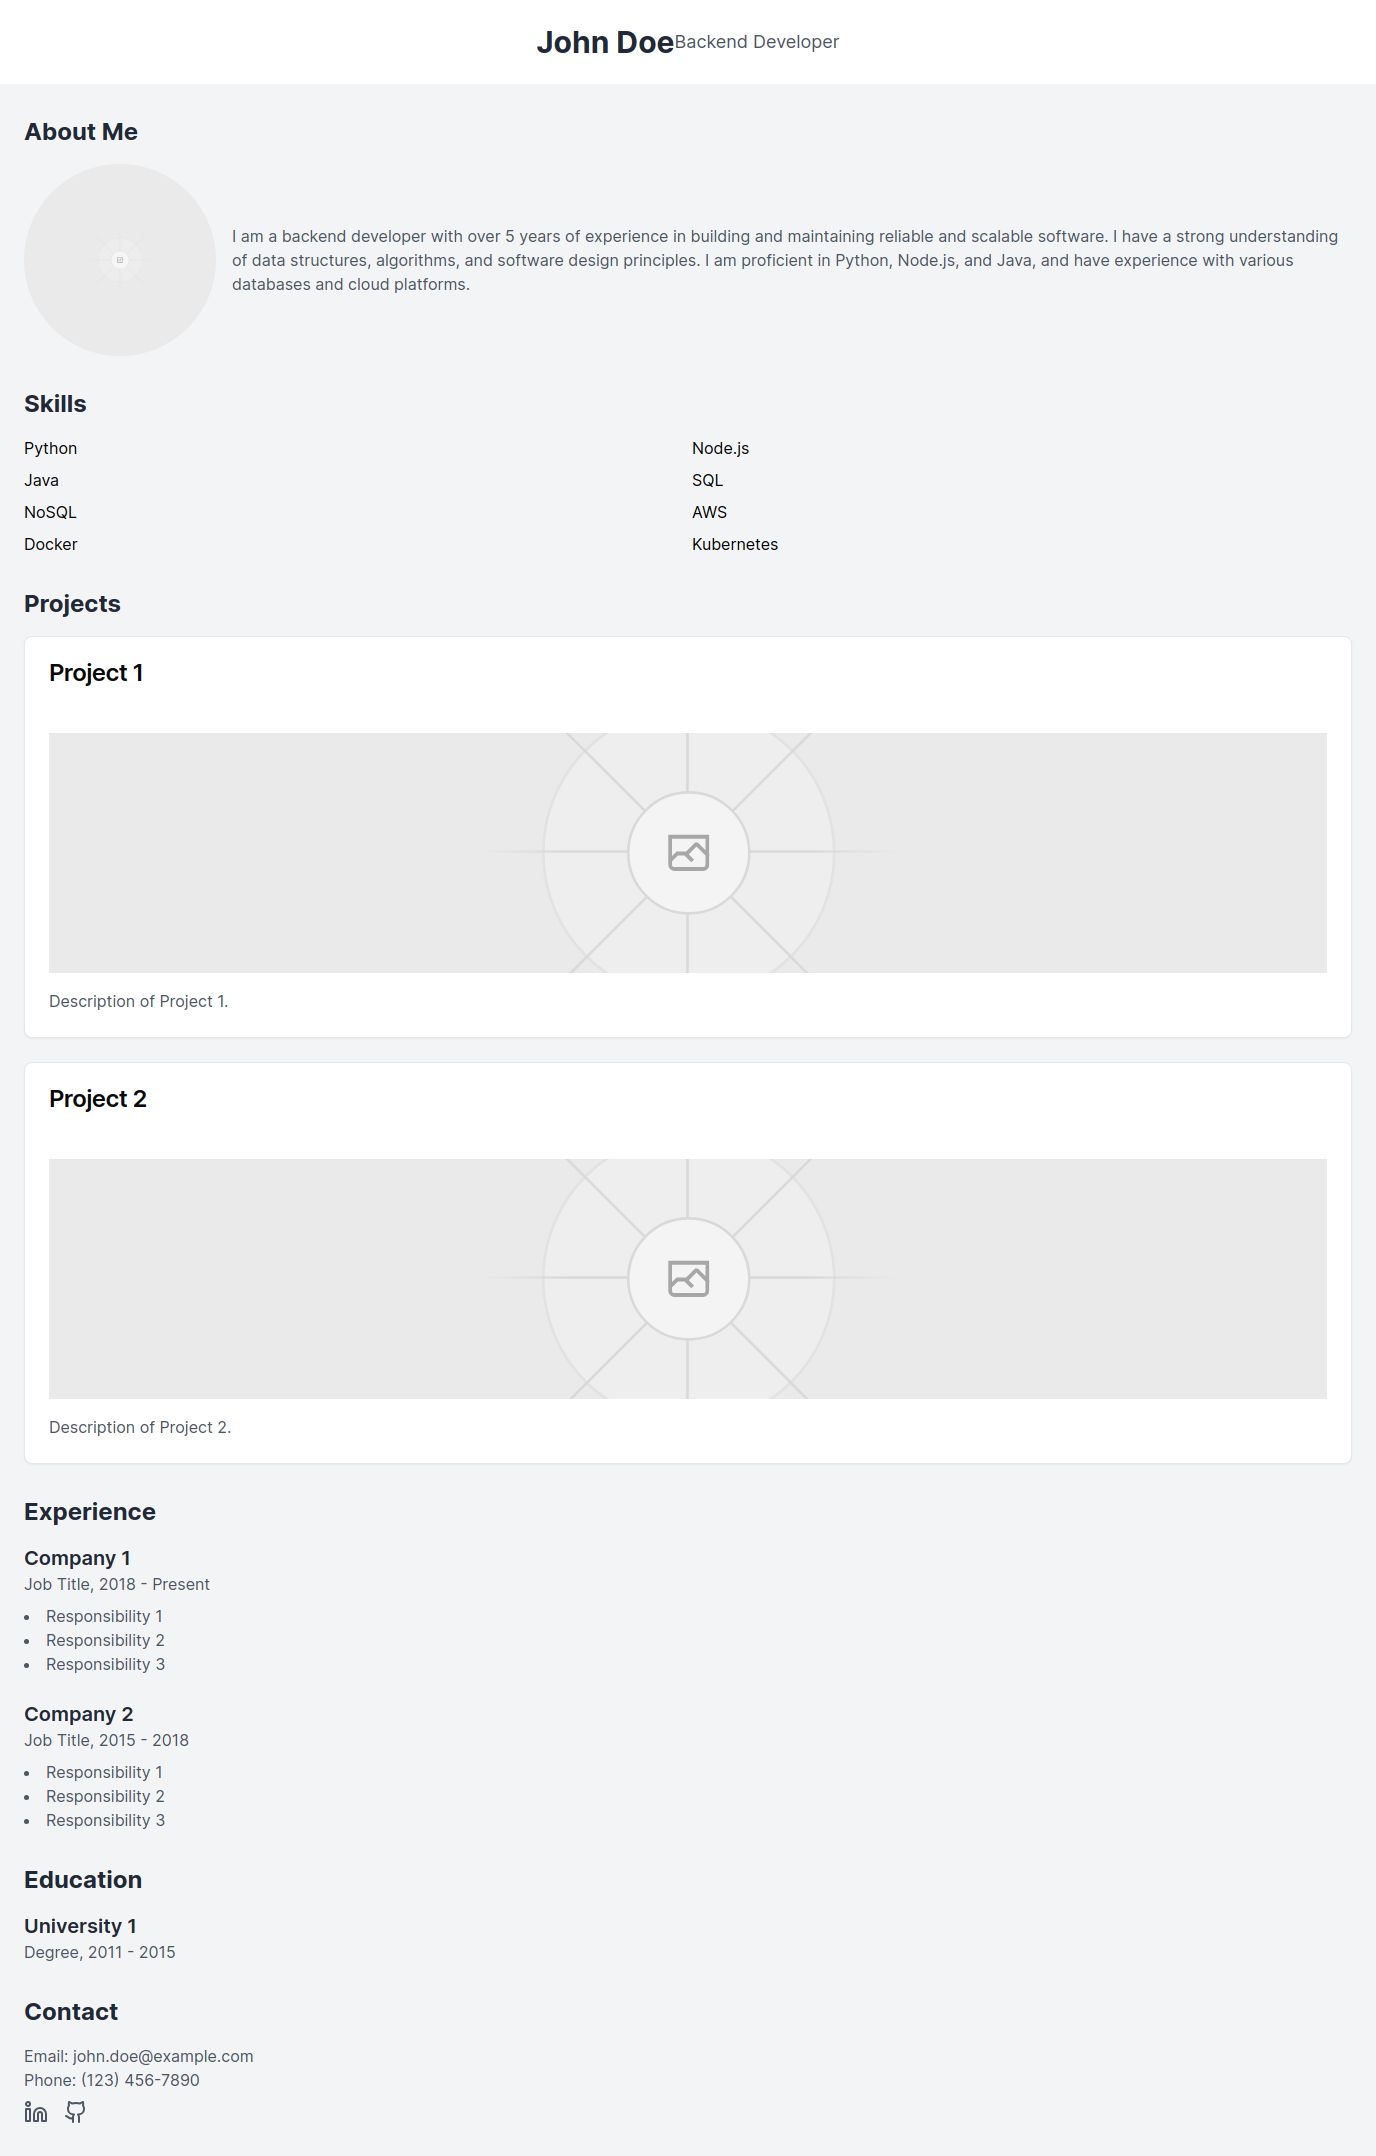 John Doe Backend Developer
About Me
I am a backend developer with over 5 years of experience in building and maintaining reliable and scalable software. I have a strong understanding
of data structures, algorithms, and software design principles. I am proficient in Python, Node.js, and Java, and have experience with various
databases and cloud platforms.
Skills
Python Node.js
Java SQL
NoSQL AWS
Docker Kubernetes
Projects
Project 1
Description of Project 1.
Project 2
Description of Project 2.
Experience
Company 1
Job Title, 2018 - Present
• Responsibility 1
• Responsibility 2
• Responsibility 3
Company 2
Job Title, 2015 - 2018
• Responsibility 1
• Responsibility 2
• Responsibility 3
Education
University 1
Degree, 2011 - 2015
Contact
Email: john.doe@example.com
Phone: (123) 456-7890